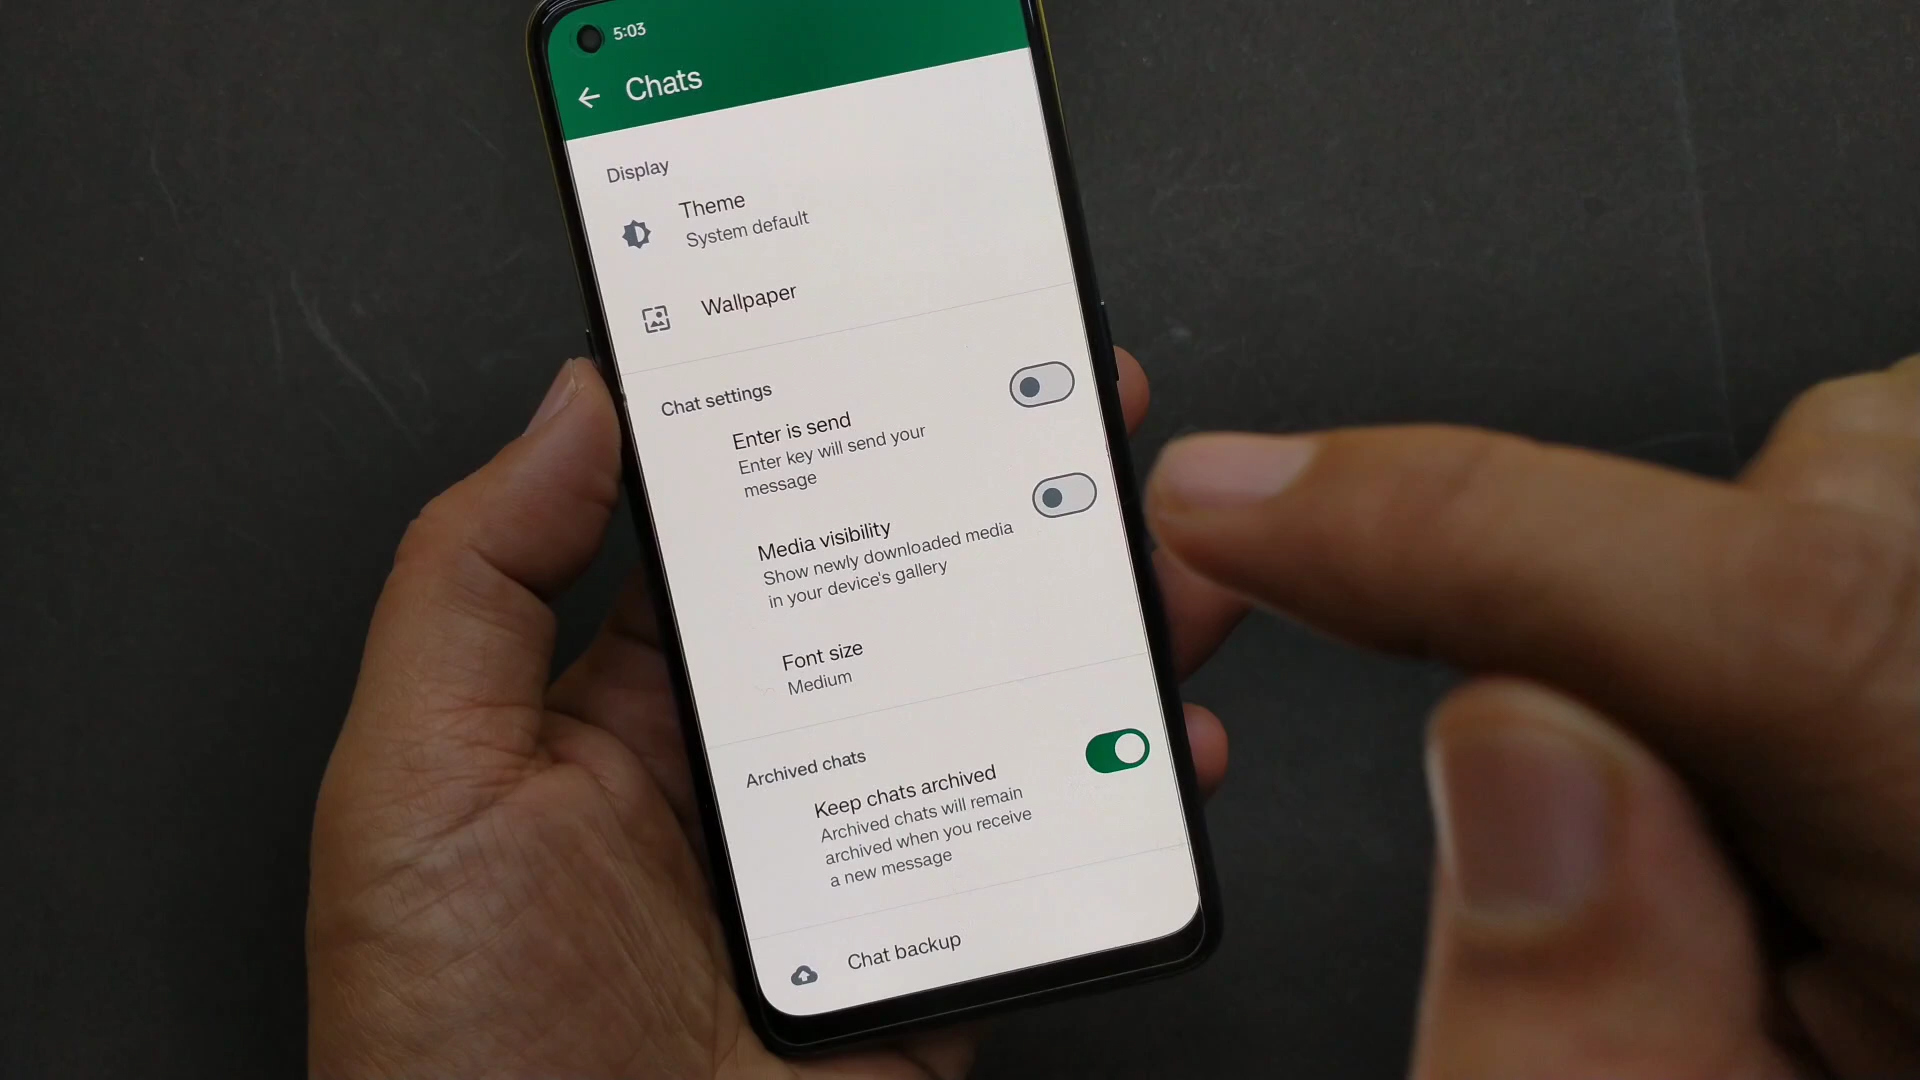 5:03
Chats
Display
Theme
System default
Wallpaper
Chat settings
Enter is send
Enter key will send your
message
Media visibility
Show newly downloaded media
in your device's gallery
Font size
Medium
Archived chats
Keep chats archived
Archived chats will remain
archived when you receive
a new message
Chat backup